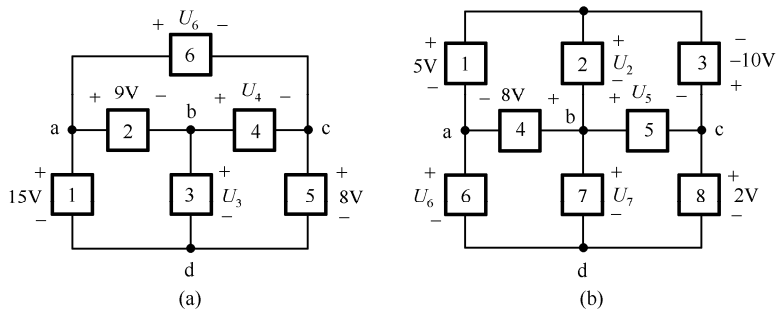 + U₆ −
6
9V
+ − U₄
+ −
a 2 b 4 c
+ + +
15V 1 3 U₃ 5 8V
− − −
d
(a)
+ + −
5V 1 2 U₂ 3 −10V
− − +
8V U₅
− + + −
a 4 b 5 c
+ + +
U₆ 6 7 U₇ 8 2V
− − −
d
(b)